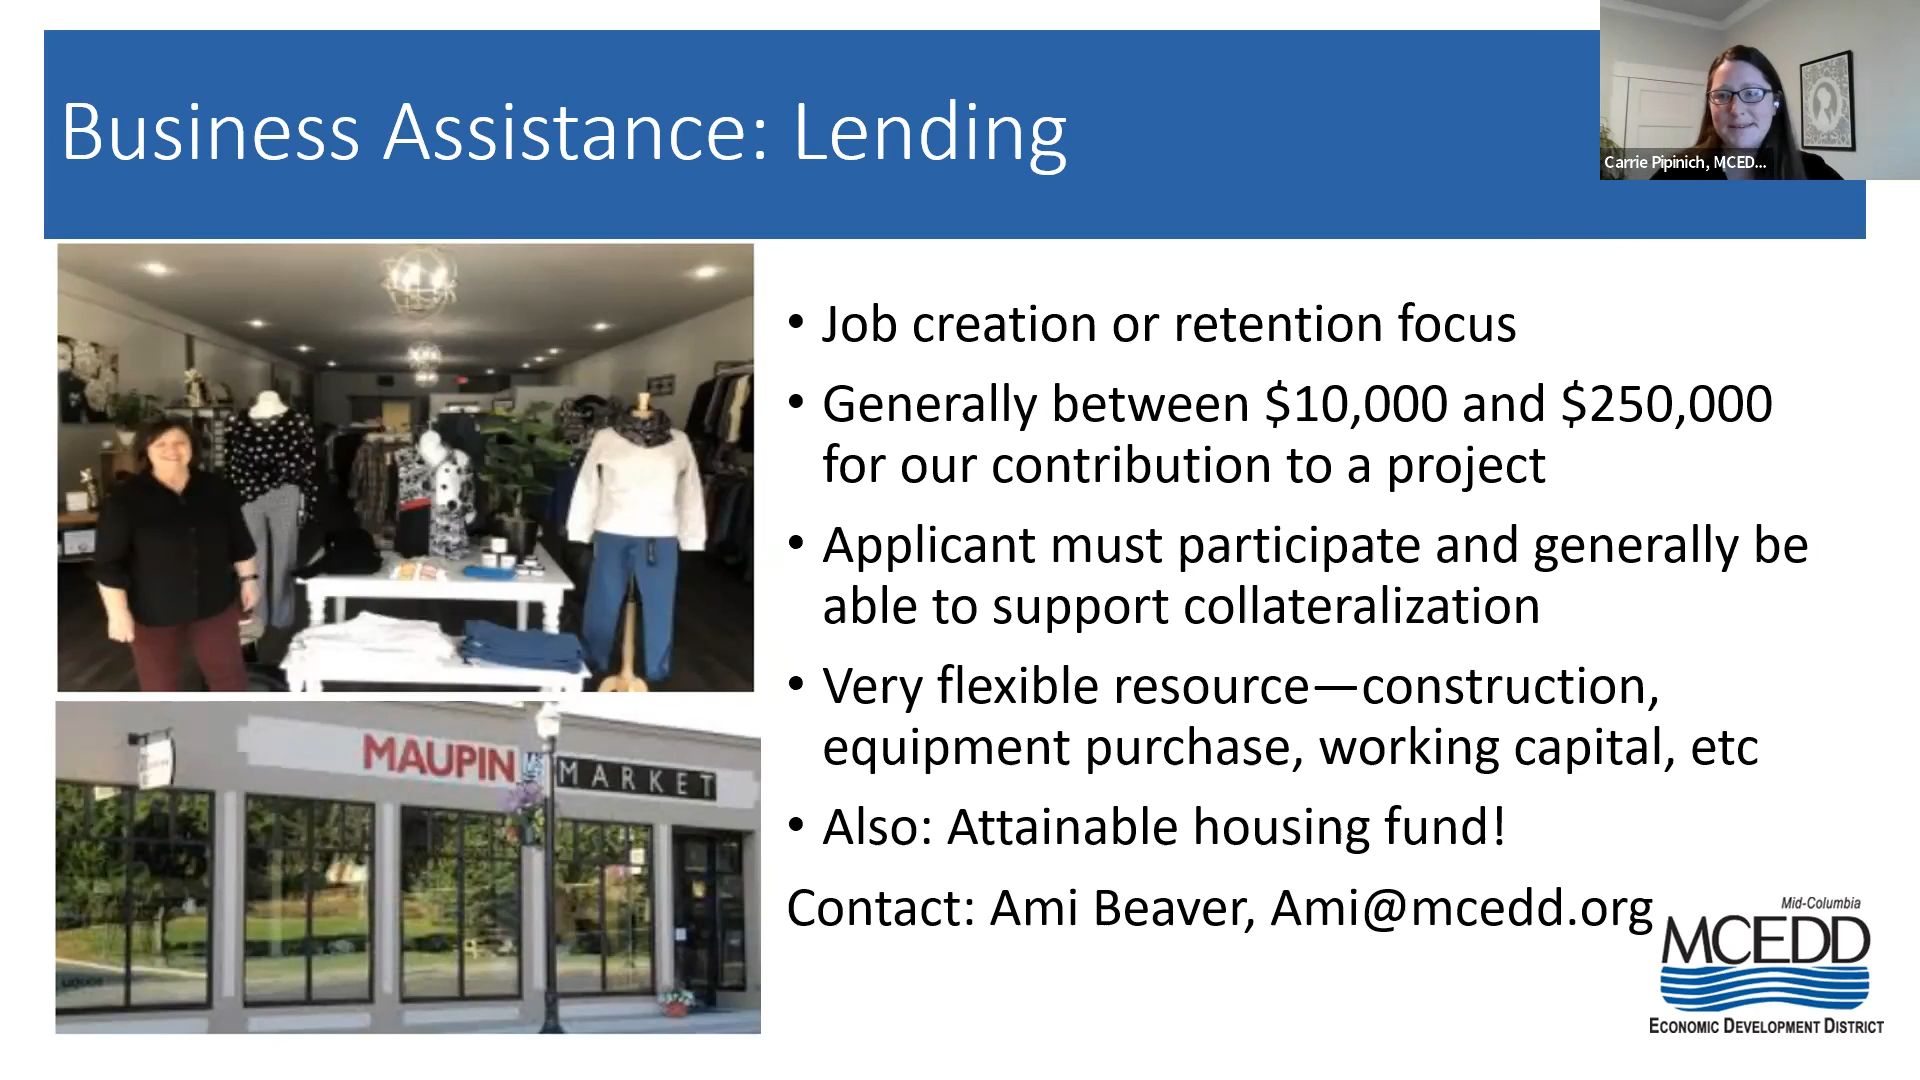 Business Assistance: Lending
Carrie Pipinich, MCED...
• Job creation or retention focus
• Generally between $10,000 and $250,000
for our contribution to a project
• Applicant must participate and generally be
able to support collateralization
• Very flexible resource—construction,
equipment purchase, working capital, etc
• Also: Attainable housing fund!
Contact: Ami Beaver, Ami@mcedd.org
MAUPIN MARKET
Mid-Columbia
MCEDD
ECONOMIC DEVELOPMENT DISTRICT